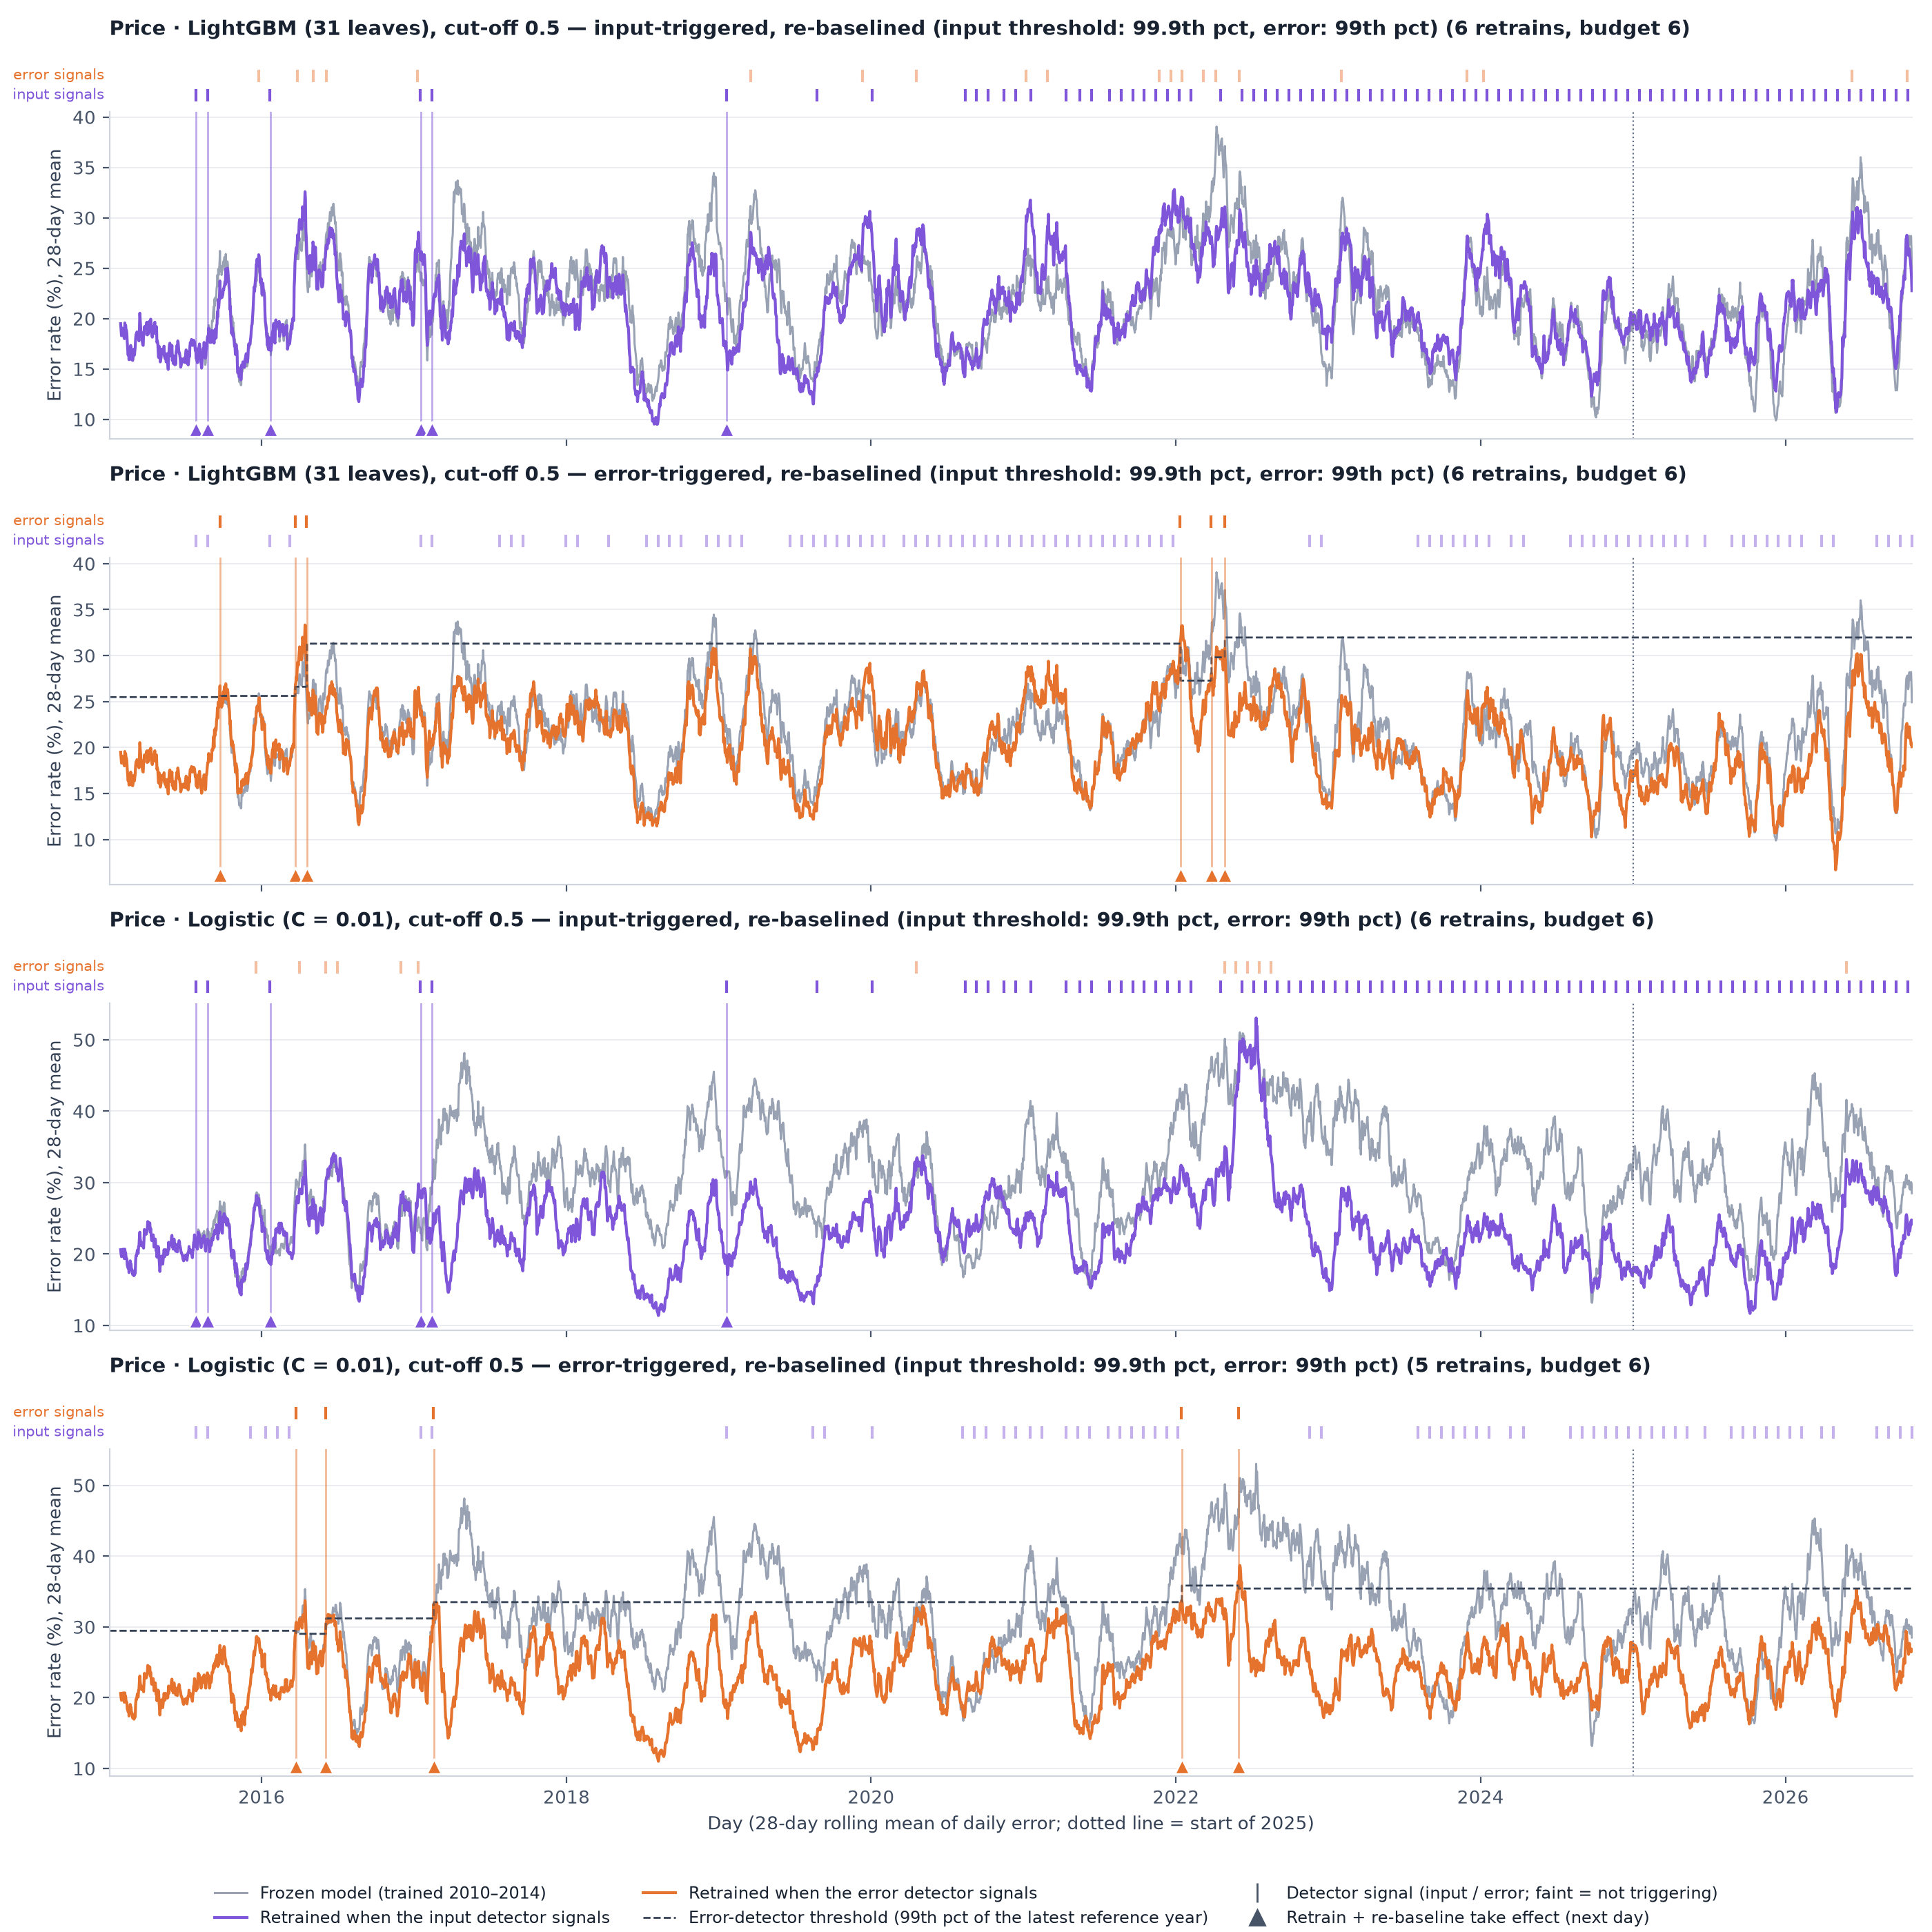 Price · LightGBM (31 leaves), cut-off 0.5 — input-triggered, re-baselined (input threshold: 99.9th pct, error: 99th pct) (6 retrains, budget 6)
error signals
input signals
40
35
30
25
20
15
10
Error rate (%), 28-day mean
Price · LightGBM (31 leaves), cut-off 0.5 — error-triggered, re-baselined (input threshold: 99.9th pct, error: 99th pct) (6 retrains, budget 6)
error signals
input signals
40
35
30
25
20
15
10
Error rate (%), 28-day mean
Price · Logistic (C = 0.01), cut-off 0.5 — input-triggered, re-baselined (input threshold: 99.9th pct, error: 99th pct) (6 retrains, budget 6)
error signals
input signals
50
40
30
20
10
Error rate (%), 28-day mean
Price · Logistic (C = 0.01), cut-off 0.5 — error-triggered, re-baselined (input threshold: 99.9th pct, error: 99th pct) (5 retrains, budget 6)
error signals
input signals
50
40
30
20
10
Error rate (%), 28-day mean
2016 2018 2020 2022 2024 2026
Day (28-day rolling mean of daily error; dotted line = start of 2025)
Frozen model (trained 2010–2014)
Retrained when the input detector signals
Retrained when the error detector signals
Error-detector threshold (99th pct of the latest reference year)
Detector signal (input / error; faint = not triggering)
Retrain + re-baseline take effect (next day)